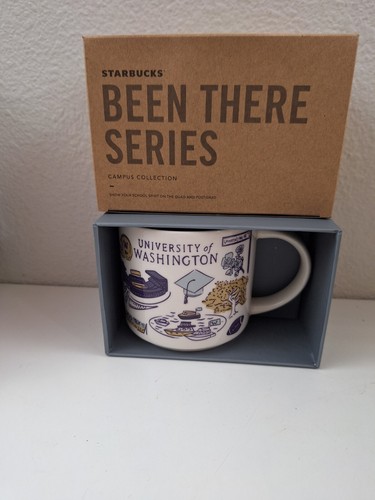 STARBUCKS
BEEN THERE
SERIES
CAMPUS COLLECTION
UNIVERSITY of
WASHINGTON